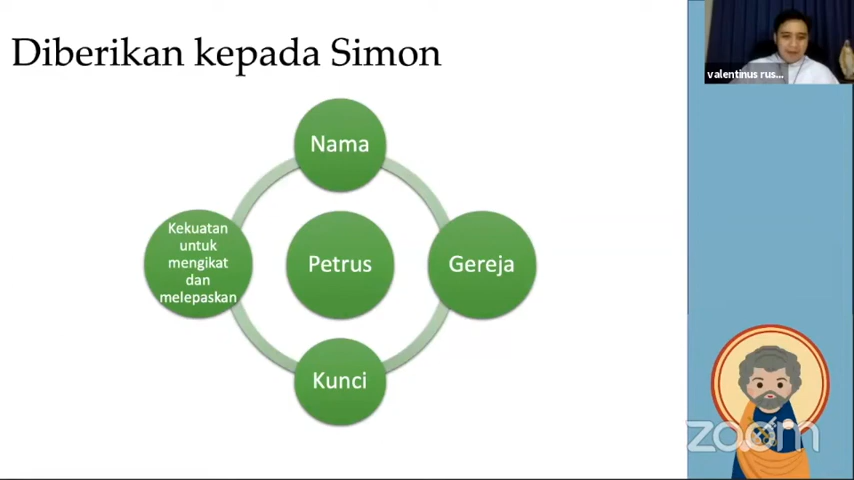 Diberikan kepada Simon
valentinus rus...
Nama
Kekuatan
untuk
mengikat
dan
melepaskan
Petrus
Gereja
Kunci
zoom